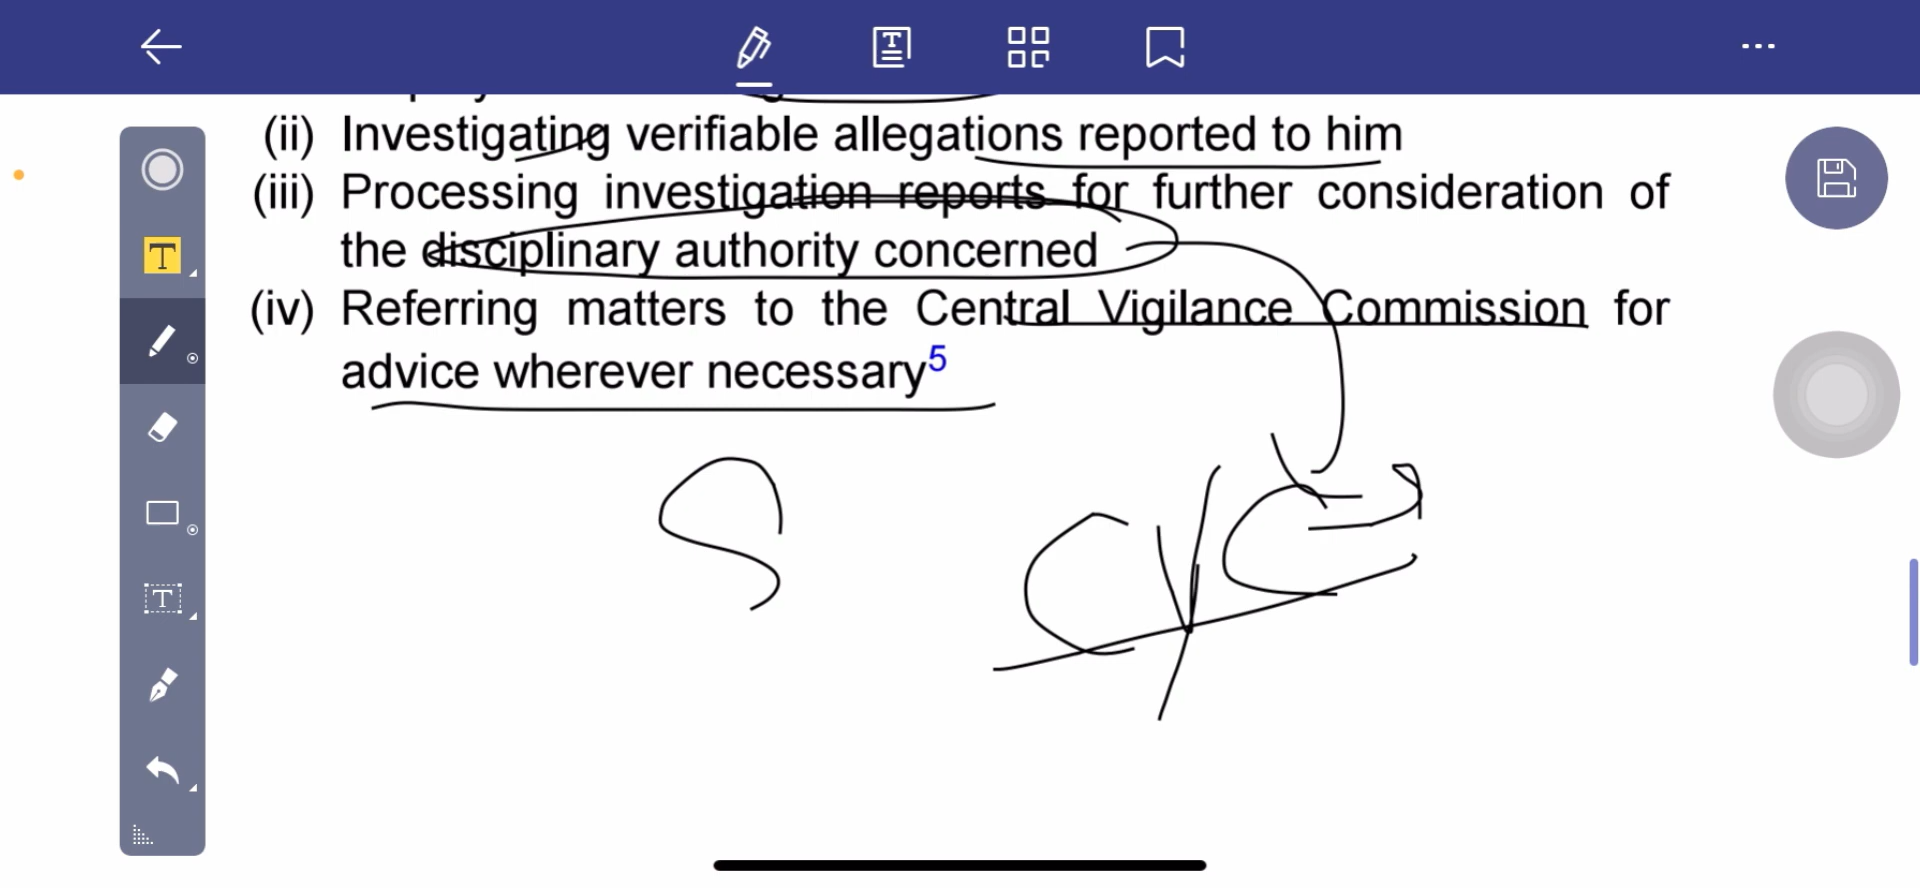 (ii) Investigating verifiable allegations reported to him
(iii) Processing investigation reports for further consideration of
the disciplinary authority concerned
(iv) Referring matters to the Central Vigilance Commission for
advice wherever necessary5
S
CVC